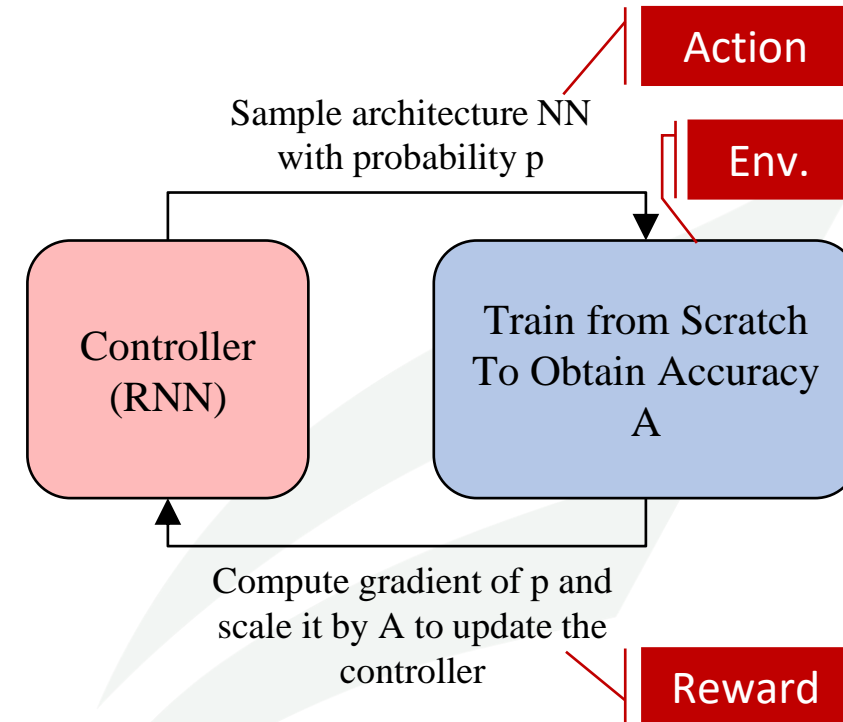 Action
Sample architecture NN
with probability p
Env.
Controller
(RNN)
Train from Scratch
To Obtain Accuracy
A
Compute gradient of p and
scale it by A to update the
controller
Reward